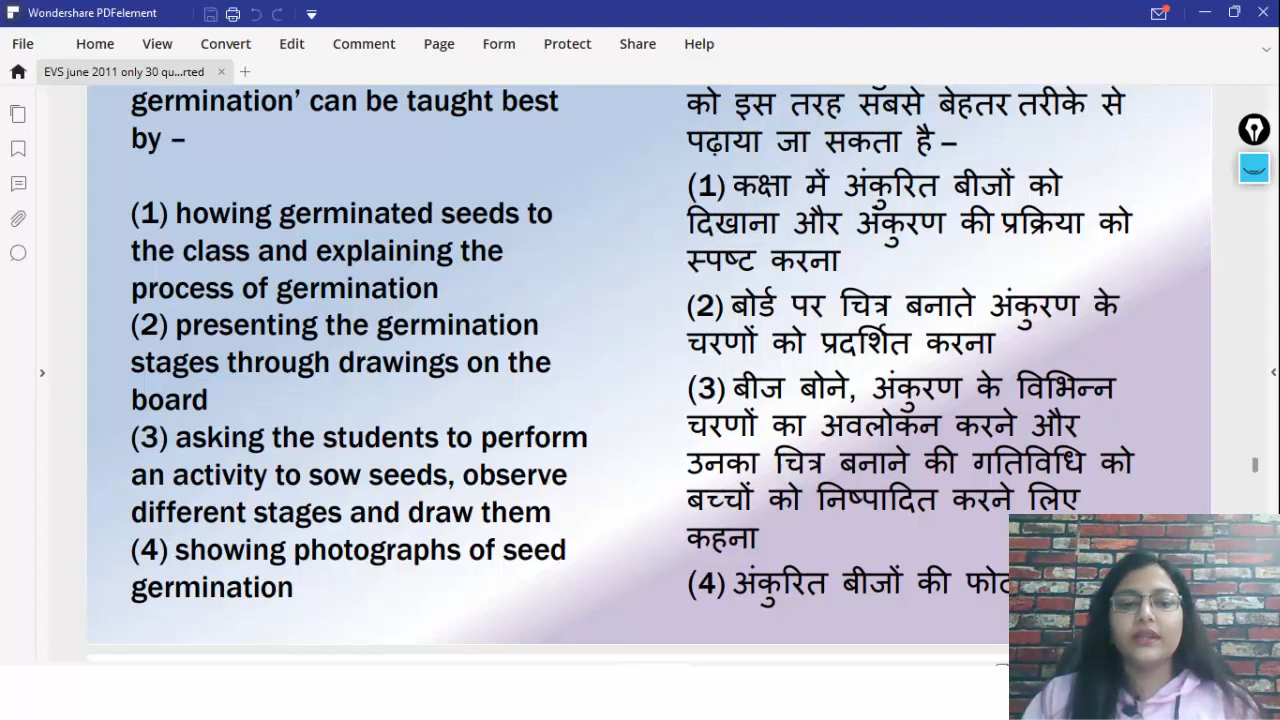 Wondershare PDFelement
File Home View Convert Edit Comment Page Form Protect Share Help
EVS june 2011 only 30 qu...rted × +
germination’ can be taught best
by –
(1) howing germinated seeds to
the class and explaining the
process of germination
(2) presenting the germination
stages through drawings on the
board
(3) asking the students to perform
an activity to sow seeds, observe
different stages and draw them
(4) showing photographs of seed
germination
को इस तरह सबसे बेहतर तरीके से
पढ़ाया जा सकता है –
(1) कक्षा में अंकुरित बीजों को
दिखाना और अंकुरण की प्रक्रिया को
स्पष्ट करना
(2) बोर्ड पर चित्र बनाते अंकुरण के
चरणों को प्रदर्शित करना
(3) बीज बोने, अंकुरण के विभिन्न
चरणों का अवलोकन करने और
उनका चित्र बनाने की गतिविधि को
बच्चों को निष्पादित करने लिए
कहना
(4) अंकुरित बीजों की